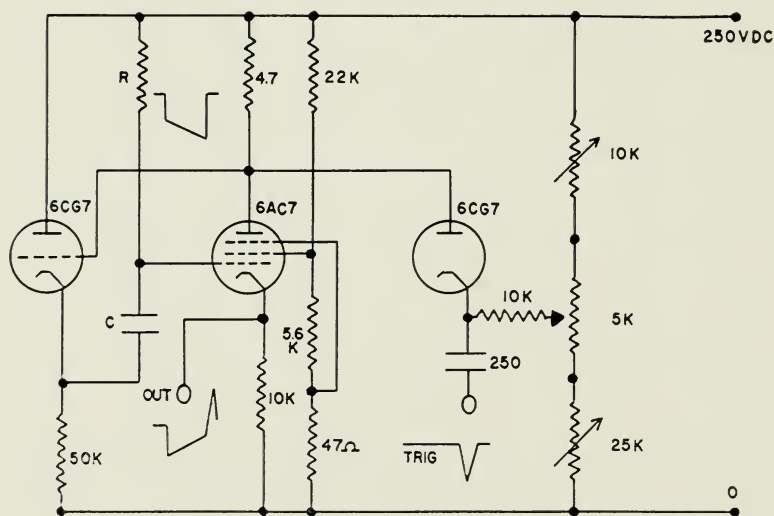 250VDC
R
4.7
22K
10K
6CG7
6AC7
6CG7
10K
5K
C
5.6
K
250
OUT
10K
50K
47Ω
TRIG
25K
0